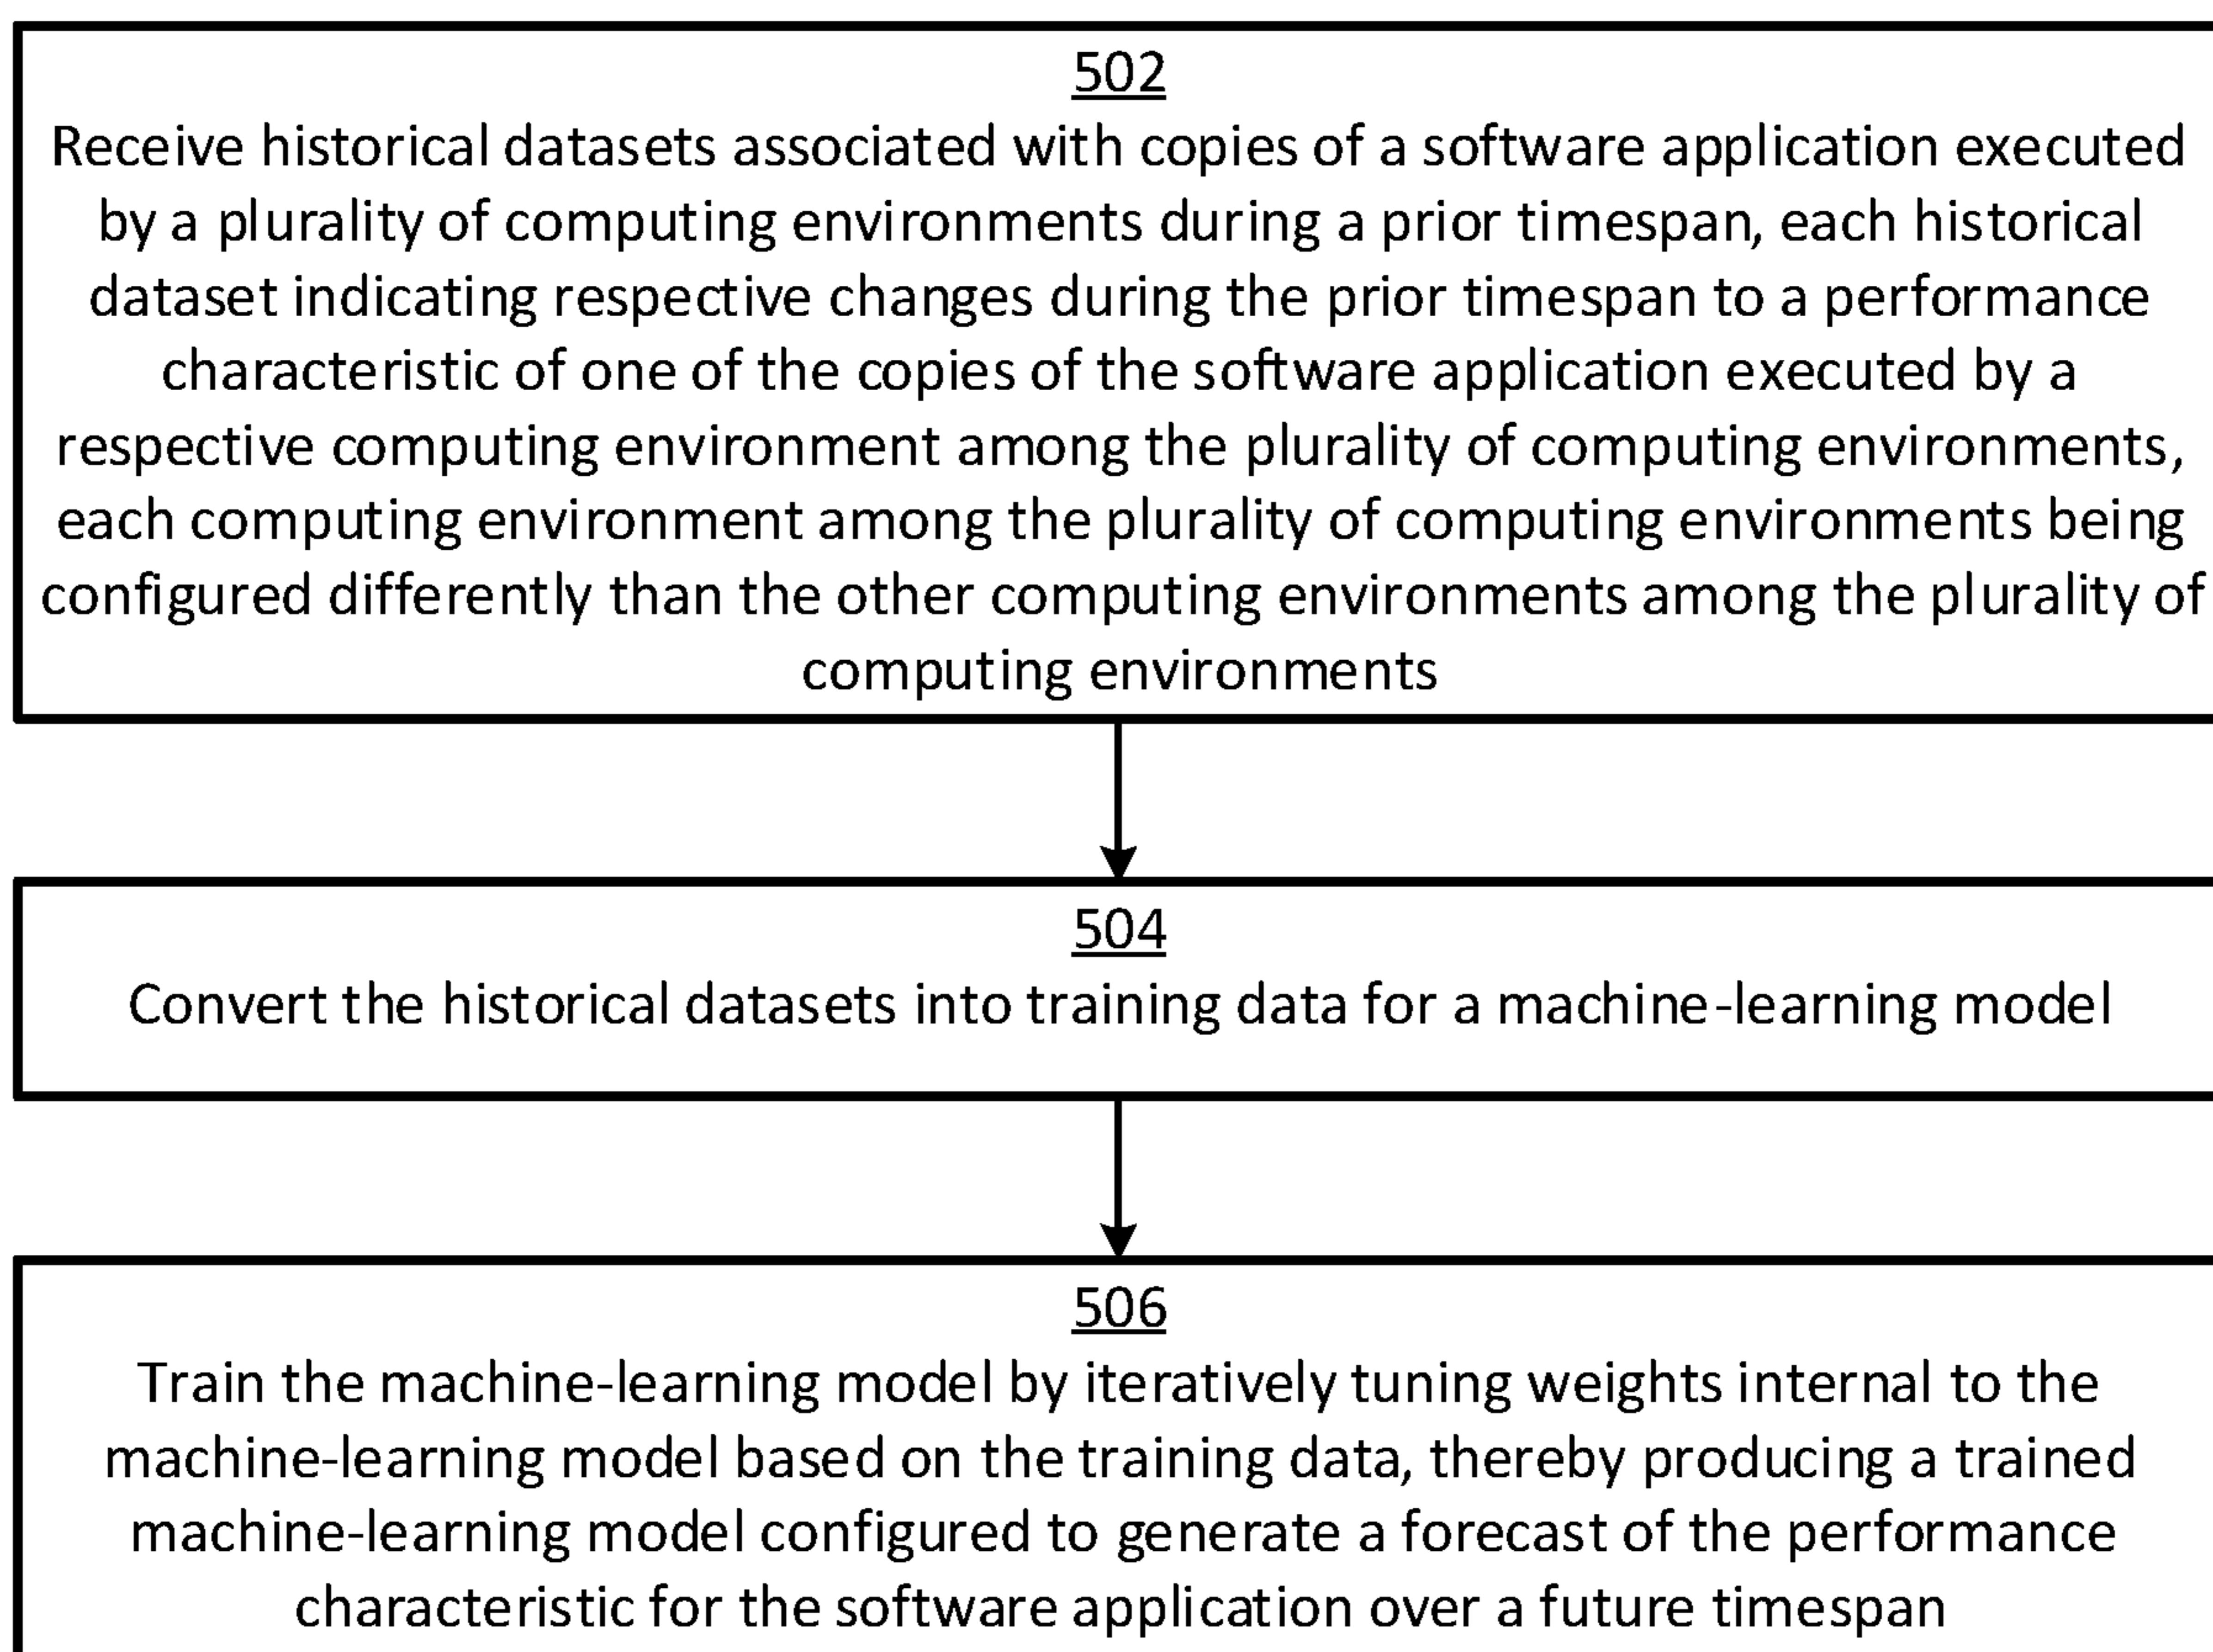 502
Receive historical datasets associated with copies of a software application executed
by a plurality of computing environments during a prior timespan, each historical
dataset indicating respective changes during the prior timespan to a performance
characteristic of one of the copies of the software application executed by a
respective computing environment among the plurality of computing environments,
each computing environment among the plurality of computing environments being
configured differently than the other computing environments among the plurality of
computing environments
504
Convert the historical datasets into training data for a machine-learning model
506
Train the machine-learning model by iteratively tuning weights internal to the
machine-learning model based on the training data, thereby producing a trained
machine-learning model configured to generate a forecast of the performance
characteristic for the software application over a future timespan